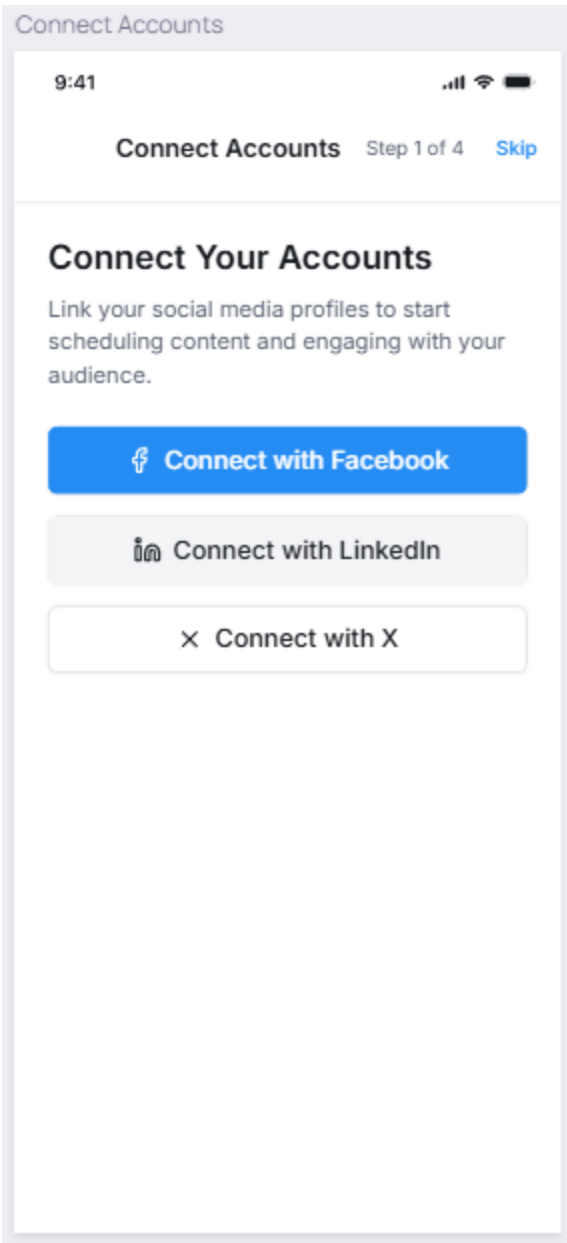 Connect Accounts
9:41
Connect Accounts Step 1 of 4 Skip
Connect Your Accounts
Link your social media profiles to start
scheduling content and engaging with your
audience.
Connect with Facebook
in Connect with LinkedIn
Connect with X